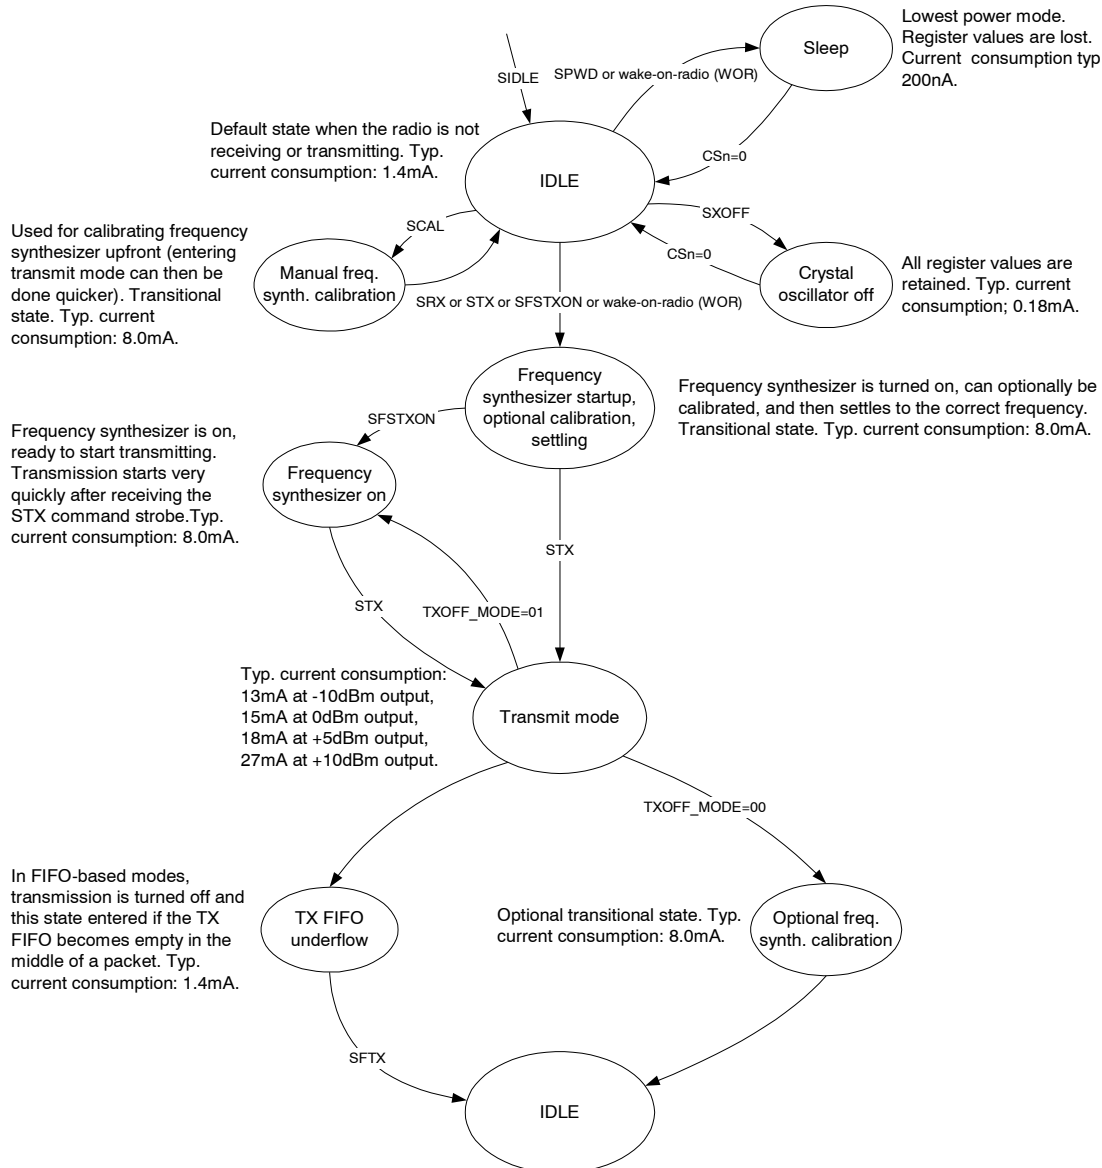 Lowest power mode.
Register values are lost.
Current consumption typ
200nA.
Sleep
SIDLE
SPWD or wake-on-radio (WOR)
Default state when the radio is not
receiving or transmitting. Typ.
current consumption: 1.4mA.
CSn=0
IDLE
SCAL
SXOFF
CSn=0
Used for calibrating frequency
synthesizer upfront (entering
transmit mode can then be
done quicker). Transitional
state. Typ. current
consumption: 8.0mA.
Manual freq.
synth. calibration
Crystal
oscillator off
All register values are
retained. Typ. current
consumption; 0.18mA.
SRX or STX or SFSTXON or wake-on-radio (WOR)
Frequency
synthesizer startup,
optional calibration,
settling
Frequency synthesizer is turned on, can optionally be
calibrated, and then settles to the correct frequency.
Transitional state. Typ. current consumption: 8.0mA.
SFSTXON
Frequency synthesizer is on,
ready to start transmitting.
Transmission starts very
quickly after receiving the
STX command strobe.Typ.
current consumption: 8.0mA.
Frequency
synthesizer on
STX
STX
TXOFF_MODE=01
Typ. current consumption:
13mA at -10dBm output,
15mA at 0dBm output,
18mA at +5dBm output,
27mA at +10dBm output.
Transmit mode
TXOFF_MODE=00
In FIFO-based modes,
transmission is turned off and
this state entered if the TX
FIFO becomes empty in the
middle of a packet. Typ.
current consumption: 1.4mA.
TX FIFO
underflow
Optional transitional state. Typ.
current consumption: 8.0mA.
Optional freq.
synth. calibration
SFTX
IDLE